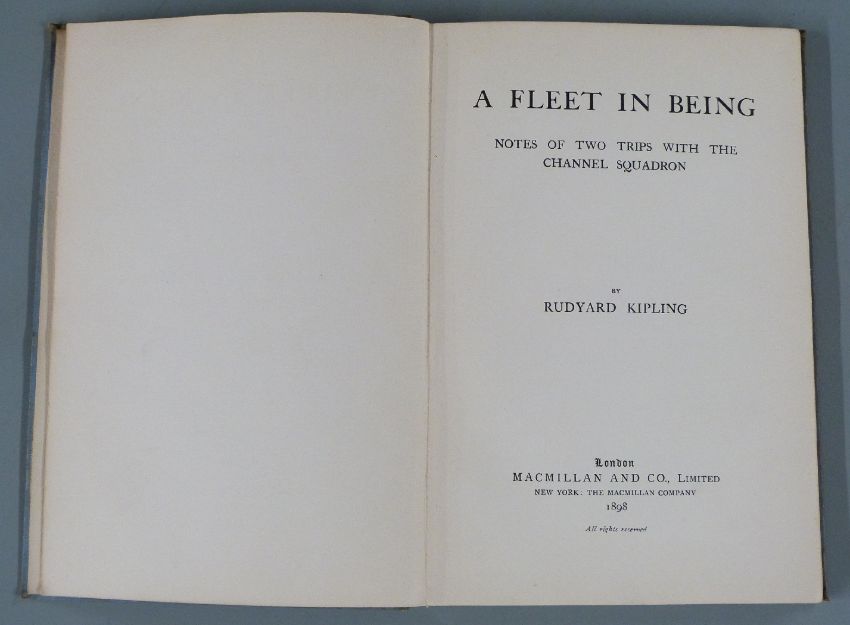 A FLEET IN BEING
NOTES OF TWO TRIPS WITH THE
CHANNEL SQUADRON
BY
RUDYARD KIPLING
London
MACMILLAN AND CO., LIMITED
NEW YORK: THE MACMILLAN COMPANY
1898
All rights reserved